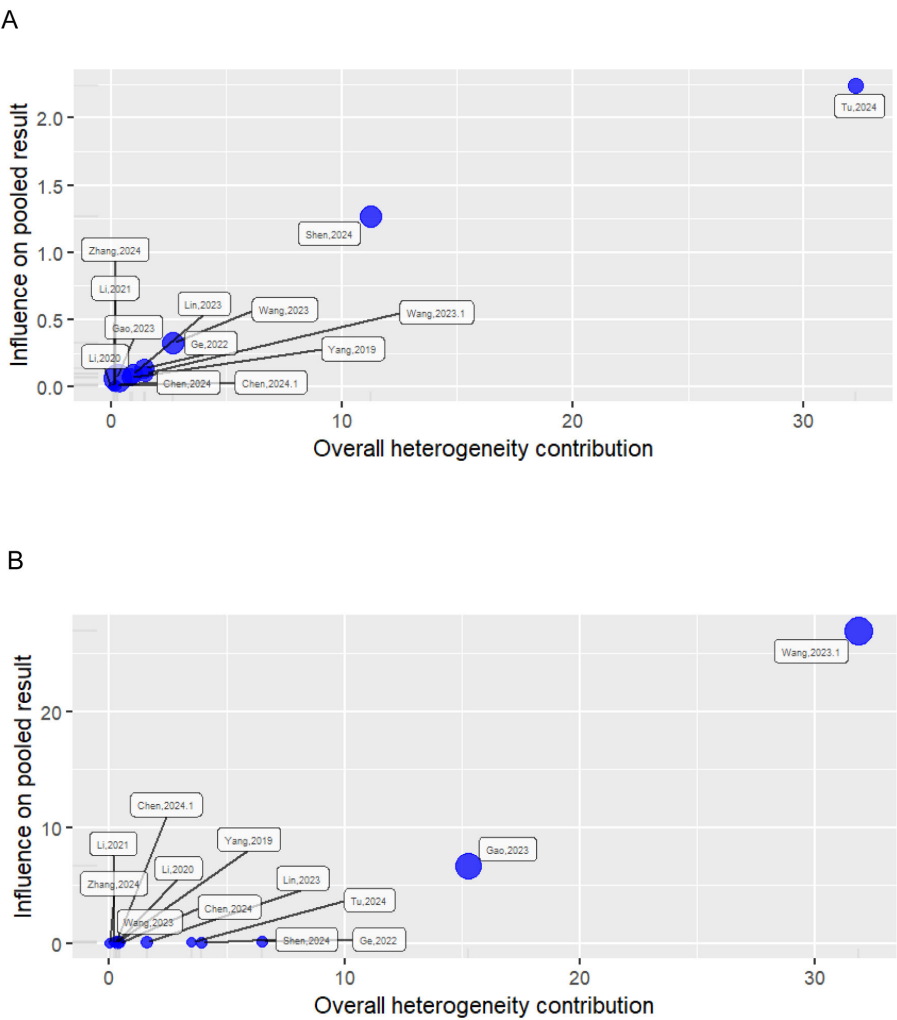 A
Influence on pooled result
2.0
1.5
1.0
0.5
0.0
Tu,2024
Shen,2024
Zhang,2024
Li,2021
Lin,2023
Wang,2023
Wang,2023.1
Gao,2023
Ge,2022
Yang,2019
Li,2020
Chen,2024
Chen,2024.1
0
10
20
30
Overall heterogeneity contribution
B
Influence on pooled result
20
10
0
Wang,2023.1
Gao,2023
Chen,2024.1
Li,2021
Yang,2019
Li,2020
Zhang,2024
Lin,2023
Tu,2024
Chen,2024
Wang,2023
Shen,2024
Ge,2022
0
10
20
30
Overall heterogeneity contribution